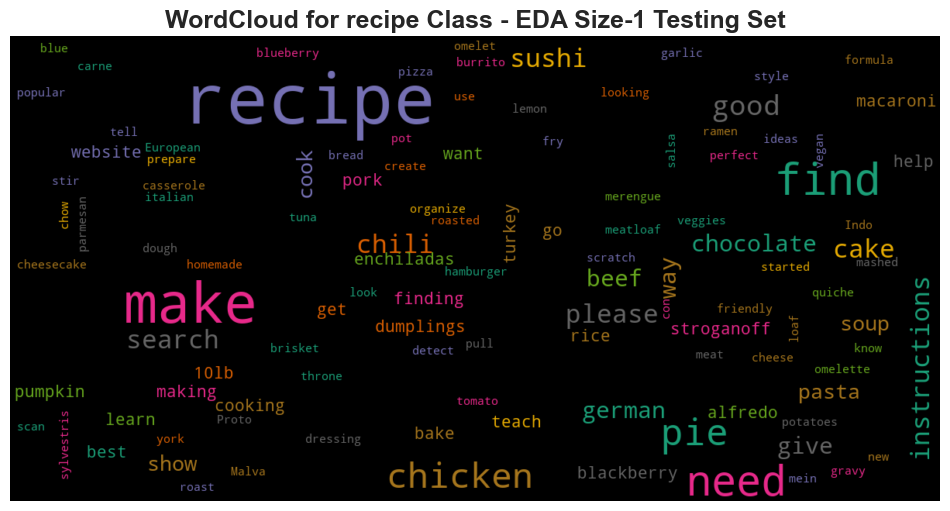 WordCloud for recipe Class - EDA Size-1 Testing Set
blue
blueberry
omelet
sushi
garlic
formula
carne
burrito
pizza
style
recipe
popular
use
looking
good
macaroni
lemon
tell
pot
fry
ramen
ideas
vegan
website
European
prepare
cook
bread
want
salsa
perfect
help
create
stir
casserole
italian
pork
find
merengue
chow
parmesan
tuna
organize
roasted
turkey
go
meatloaf
veggies
Indo
dough
chili
enchiladas
chocolate
cake
cheesecake
homemade
hamburger
scratch
beef
way
started
mashed
make
look
finding
get
please
con
friendly
quiche
instructions
search
dumplings
rice
stroganoff
loaf
soup
brisket
detect
pull
meat
cheese
know
10lb
throne
omelette
pumpkin
making
cooking
tomato
german
alfredo
pasta
scan
sylvestris
learn
Proto
teach
potatoes
york
dressing
bake
pie
give
best
show
Malva
chicken
blackberry
need
new
roast
mein
gravy